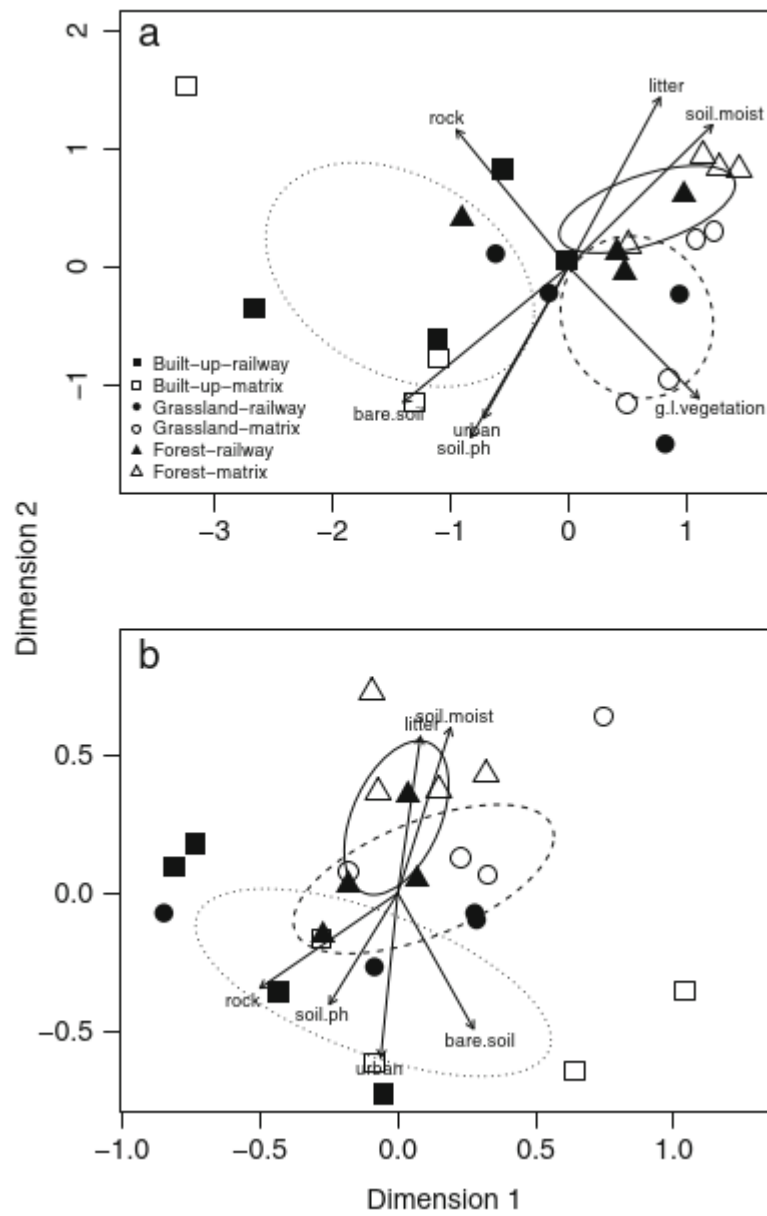 a
2
1
0
−1
litter
rock
soil.moist
bare.soil
urban
soil.ph
g.l.vegetation
Built−up−railway
Built−up−matrix
Grassland−railway
Grassland−matrix
Forest−railway
Forest−matrix
−3 −2 −1 0 1
Dimension 2
b
0.5
0.0
−0.5
soil.moist
litter
rock
soil.ph
bare.soil
urban
−1.0 −0.5 0.0 0.5 1.0
Dimension 1